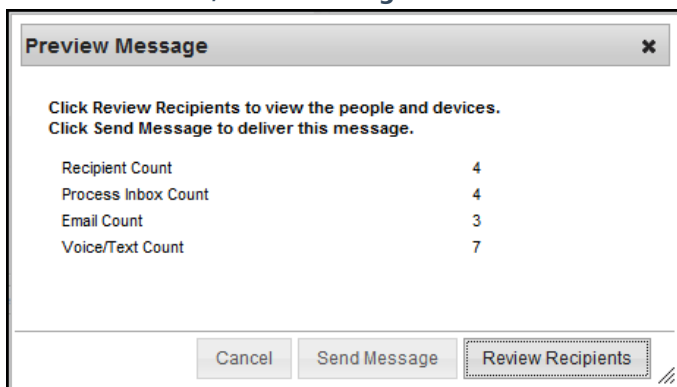 Preview Message
Click Review Recipients to view the people and devices.
Click Send Message to deliver this message.
Recipient Count 4
Process Inbox Count 4
Email Count 3
Voice/Text Count 7
Cancel Send Message Review Recipients